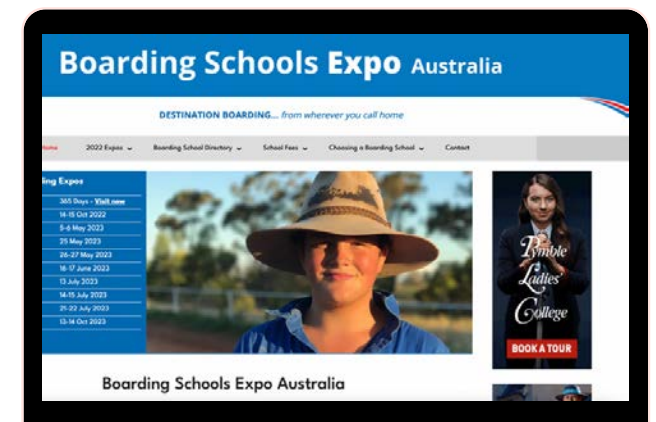 Boarding Schools Expo Australia
DESTINATION BOARDING... from wherever you call home
Home 2022 Expos Boarding School Directory School Fees Choosing a Boarding School Contact
ding Expos
365 Days - Visit now
14-15 Oct 2022
5-6 May 2023
25 May 2023
26-27 May 2023
16-17 June 2023
13 July 2023
14-15 July 2023
21-22 July 2023
13-14 Oct 2023
Pymble
Ladies'
College
BOOK A TOUR
Boarding Schools Expo Australia